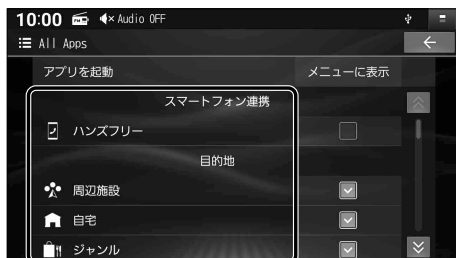 10:00 Audio OFF
All Apps
アプリを起動 メニューに表示
スマートフォン連携
ハンズフリー
目的地
周辺施設
自宅
ジャンル